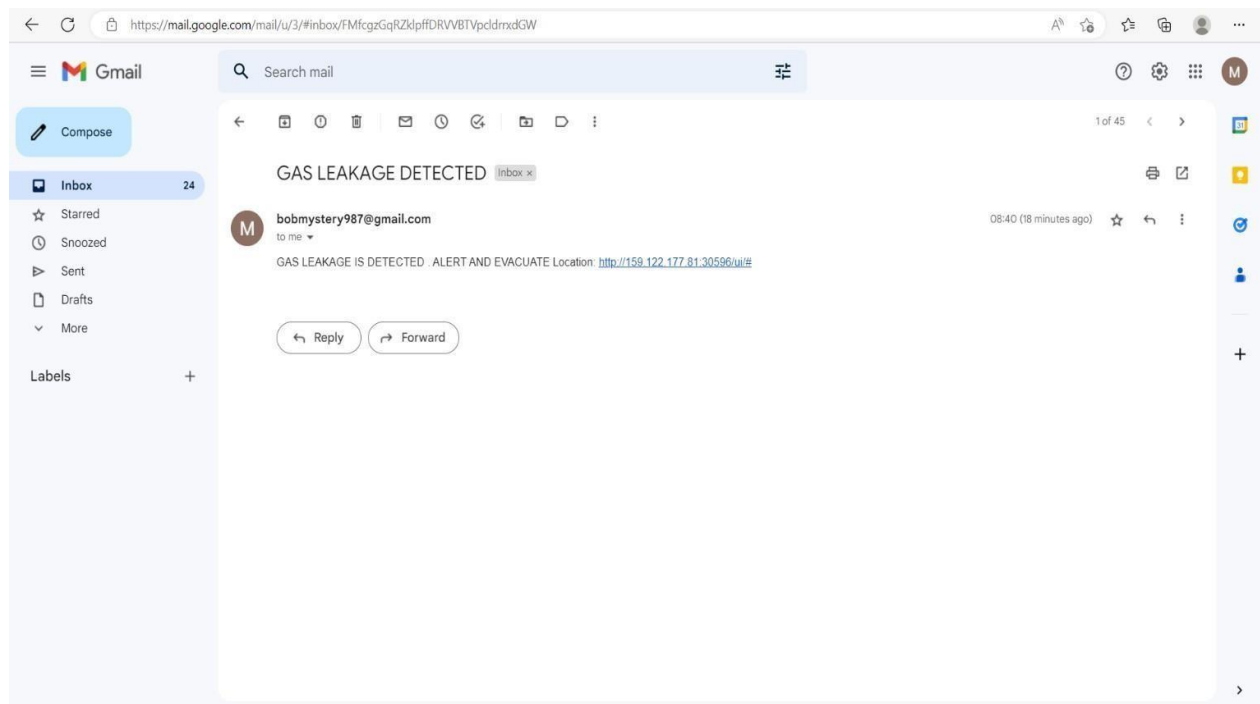 https://mail.google.com/mail/u/3/#inbox/FMfcgzGqRZklpffDRVVBTVpcldrrxdGW
Gmail
Search mail
M
Compose
1 of 45
31
GAS LEAKAGE DETECTED Inbox ×
Inbox 24
Starred
M
bobmystery987@gmail.com 08:40 (18 minutes ago)
to me
Snoozed
GAS LEAKAGE IS DETECTED . ALERT AND EVACUATE Location: http://159.122.177.81:30596/ui/#
Sent
Drafts
More
Reply Forward
Labels